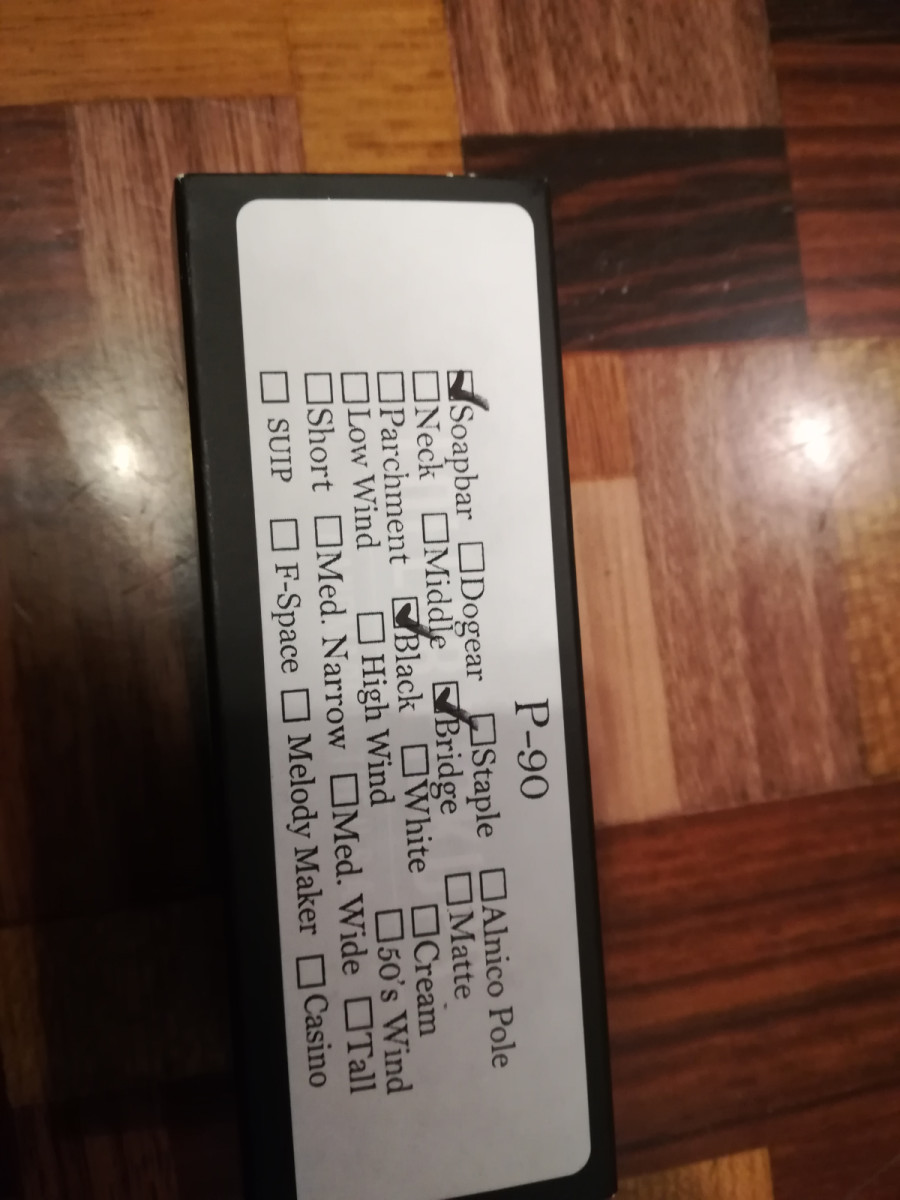 P-90
☑Soapbar ☐Dogear ☐Staple ☐Alnico Pole
☐Neck ☐Middle ☑Bridge ☐Matte
☐Parchment ☑Black ☐White ☐Cream
☐Low Wind ☐High Wind ☐50's Wind
☐Short ☐Med. Narrow ☐Med. Wide ☐Tall
☐ SUIP ☐ F-Space ☐ Melody Maker ☐ Casino